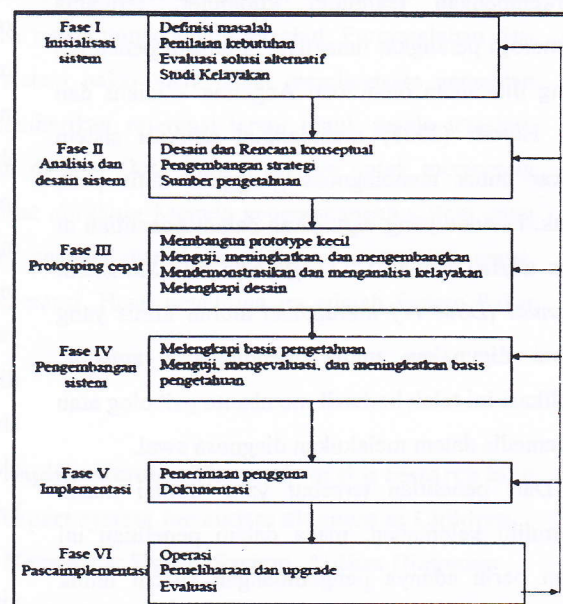 Fase I
Inisialisasi
sistem
Definisi masalah
Penilaian kebutuhan
Evaluasi solusi alternatif
Studi Kelayakan
Fase II
Analisis dan
desain sistem
Desain dan Rencana konseptual
Pengembangan strategi
Sumber pengetahuan
Fase III
Prototiping cepat
Membangun prototype kecil
Menguji, meningkatkan, dan mengembangkan
Mendemonstrasikan dan menganalisa kelayakan
Melengkapi desain
Fase IV
Pengembangan
sistem
Melengkapi basis pengetahuan
Menguji, mengevaluasi, dan meningkatkan basis
pengetahuan
Fase V
Implementasi
Penerimaan pengguna
Dokumentasi
Fase VI
Pascaimplementasi
Operasi
Pemeliharaan dan upgrade
Evaluasi